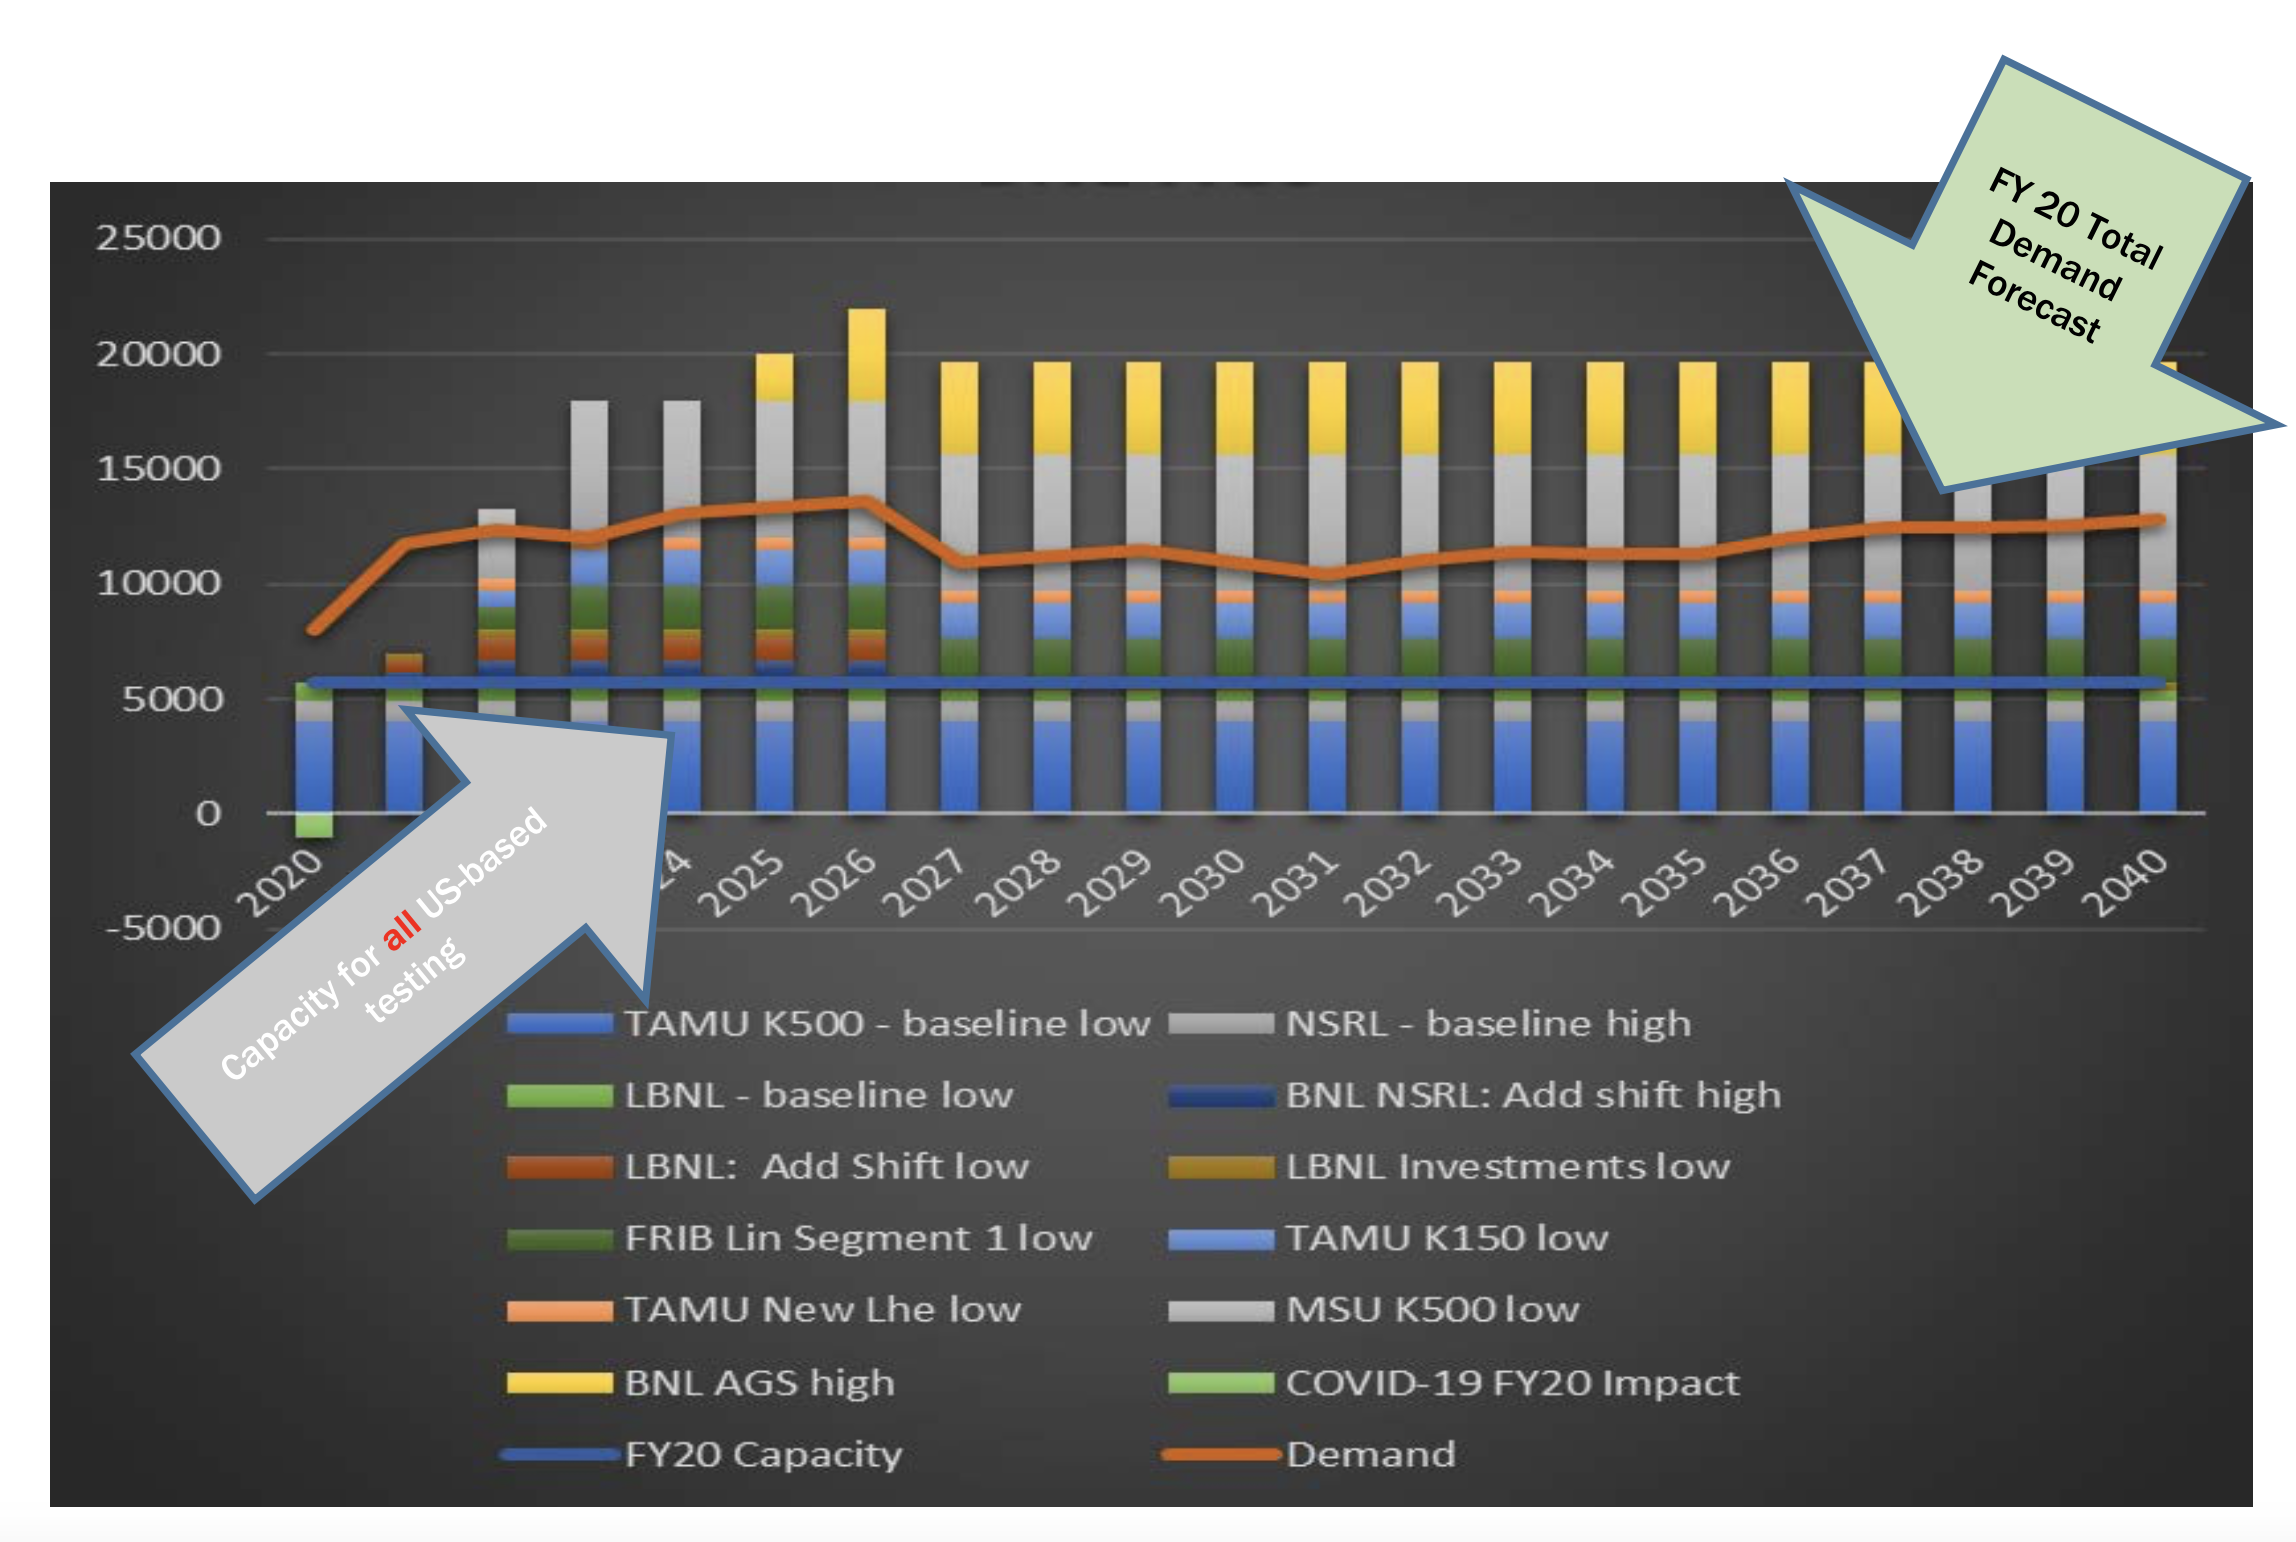 FY 20 Total
Demand
Forecast
25000
20000
15000
10000
5000
0
-5000
2020
24
2025
2026
2027
2028
2029
2030
2031
2032
2033
2034
2035
2036
2037
2038
2039
2040
Capacity for all US-based
testing
TAMU K500 - baseline low
NSRL - baseline high
LBNL - baseline low
BNL NSRL: Add shift high
LBNL:  Add Shift low
LBNL Investments low
FRIB Lin Segment 1 low
TAMU K150 low
TAMU New Lhe low
MSU K500 low
BNL AGS high
COVID-19 FY20 Impact
FY20 Capacity
Demand